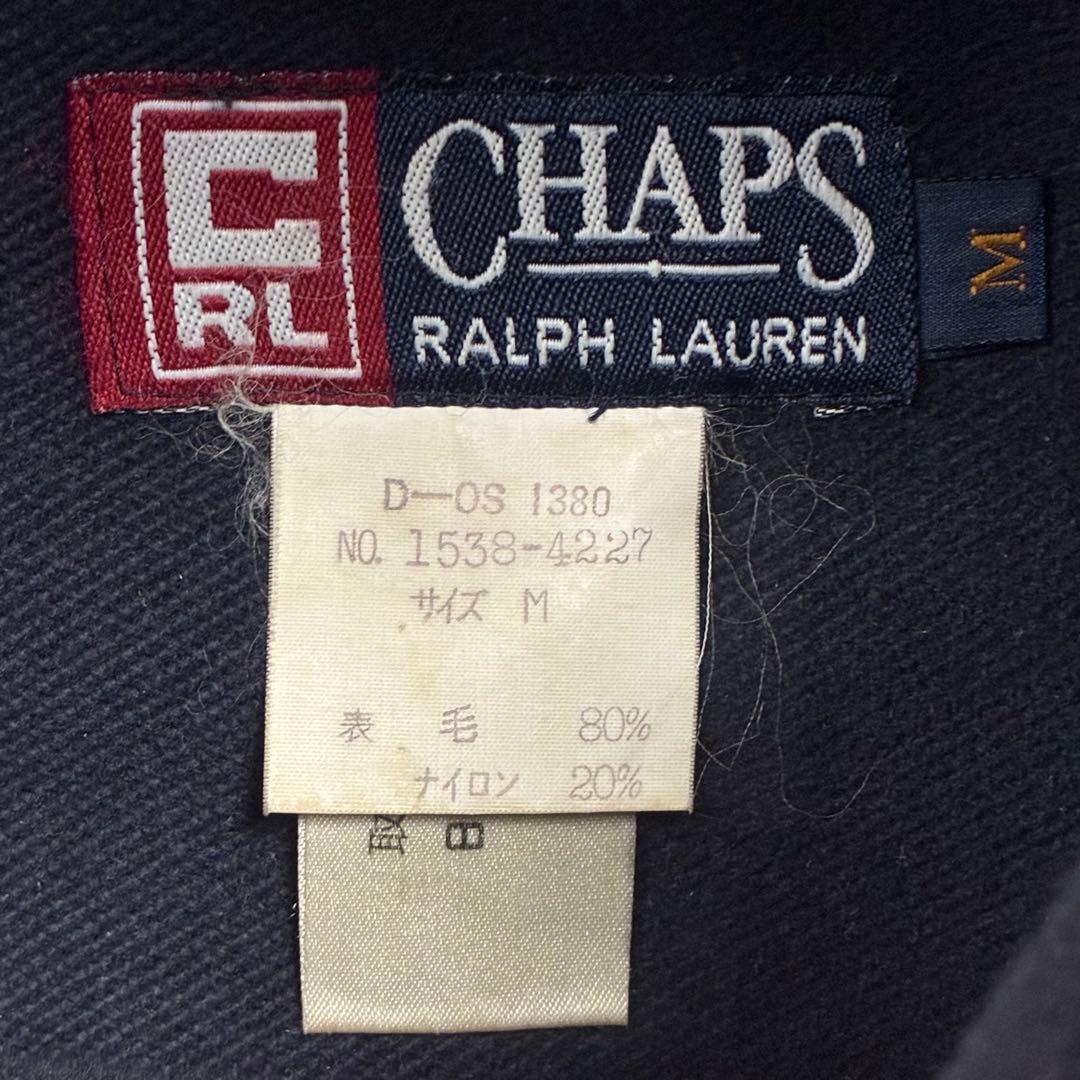 C
RL
CHAPS
RALPH LAUREN
M
D-OS 1380
NO. 1538-4227
サイズ M
表 毛 80%
ナイロン 20%
取